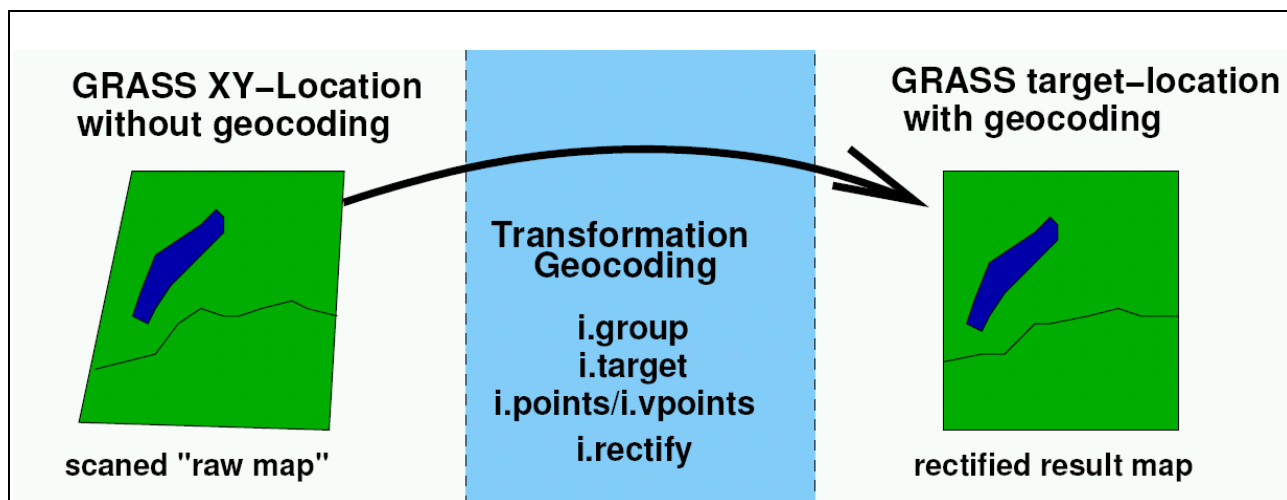 GRASS XY−Location
without geocoding
scaned "raw map"
Transformation
Geocoding
i.group
i.target
i.points/i.vpoints
i.rectify
GRASS target−location
with geocoding
rectified result map